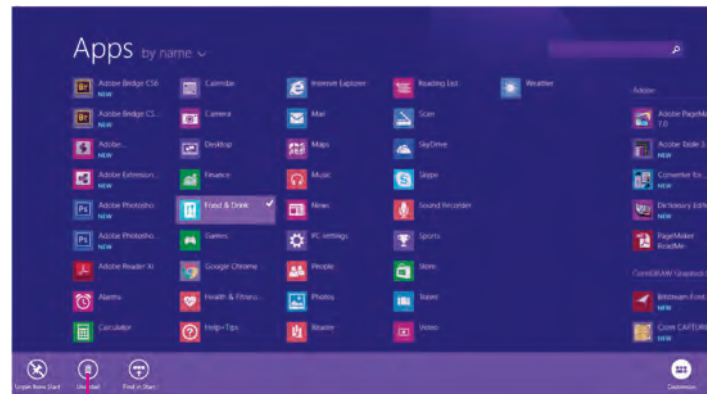 Apps by name
Adobe Bridge CS6
NEW
Adobe Bridge CS...
NEW
Adobe...
NEW
Adobe Extension...
NEW
Adobe Photosho...
NEW
Adobe Photosho...
NEW
Adobe Reader XI
Alarms
Calculator
Calendar
Camera
Desktop
Finance
Food & Drink
Games
Google Chrome
Health & Fitness
Help+Tips
Internet Explorer
Mail
Maps
Music
News
PC settings
People
Photos
Reader
Reading List
Scan
SkyDrive
Skype
Sound Recorder
Sports
Store
Travel
Video
Weather
Adobe
Adobe PageMa
7.0
Adobe Table 3.
NEW
Converter for...
NEW
Dictionary Edito
NEW
PageMaker
ReadMe
CorelDRAW Graphics
Bitstream Font
NEW
Corel CAPTURE
NEW
Unpin from Start
Uninstall
Find in Start
Customize